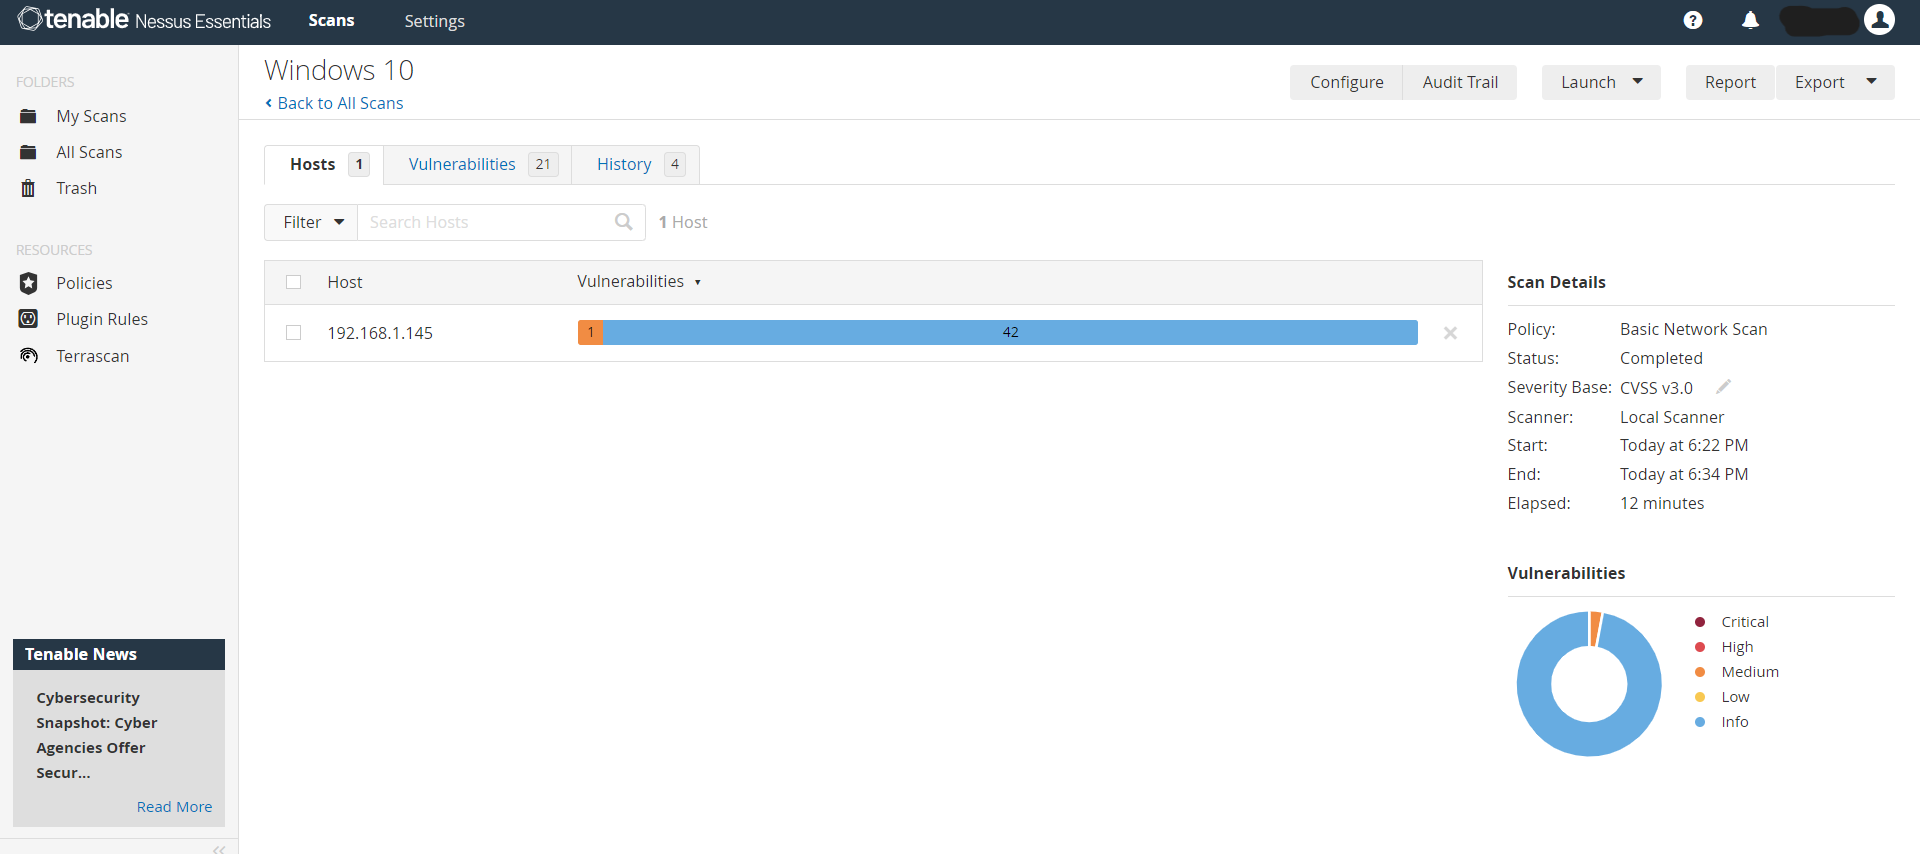 tenable Nessus Essentials Scans Settings ?
FOLDERS
My Scans
All Scans
Trash
RESOURCES
Policies
Plugin Rules
Terrascan
Tenable News
Cybersecurity
Snapshot: Cyber
Agencies Offer
Secur...
Read More
Windows 10
Back to All Scans
Configure Audit Trail Launch Report Export
Hosts 1 Vulnerabilities 21 History 4
Filter Search Hosts 1 Host
Host Vulnerabilities
192.168.1.145 1 42
Scan Details
Policy: Basic Network Scan
Status: Completed
Severity Base: CVSS v3.0
Scanner: Local Scanner
Start: Today at 6:22 PM
End: Today at 6:34 PM
Elapsed: 12 minutes
Vulnerabilities
Critical
High
Medium
Low
Info